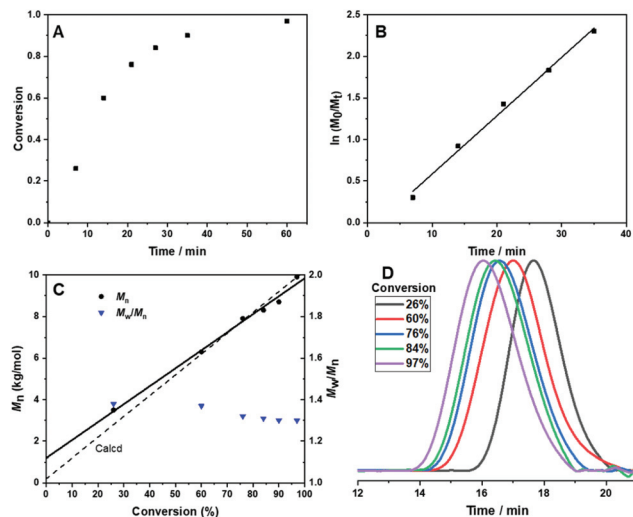 A
Conversion
1.0
0.8
0.6
0.4
0.2
0.0
0 10 20 30 40 50 60
Time / min
B
ln (M0/Mt)
2.5
2.0
1.5
1.0
0.5
0.0
0 10 20 30 40
Time / min
C
Mn
Mw/Mn
Mn (kg/mol)
10
8
6
4
2
0
2.0
1.8
1.6
1.4
1.2
1.0
Mw/Mn
Calcd
0 10 20 30 40 50 60 70 80 90 100
Conversion (%)
D
Conversion
26%
60%
76%
84%
97%
12 14 16 18 20
Time / min